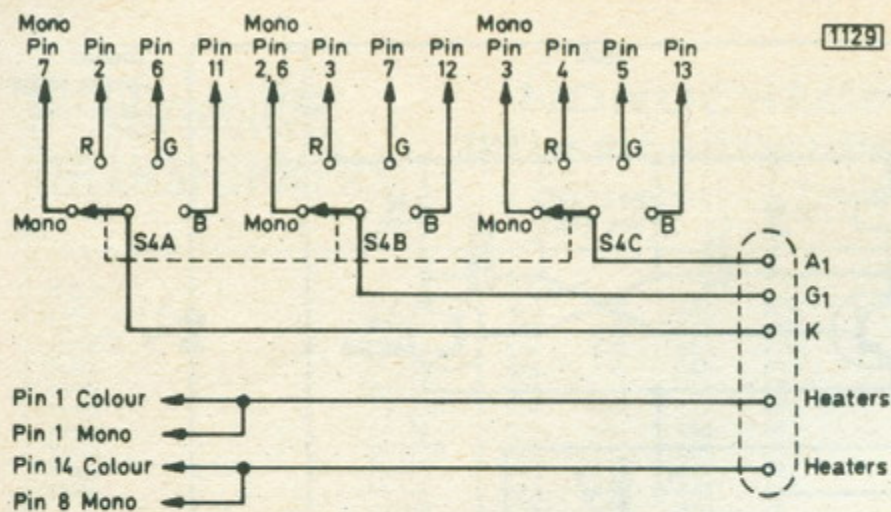 Mono Mono Mono 1129
Pin Pin Pin Pin Pin Pin Pin Pin Pin Pin Pin Pin
7 2 6 11 2,6 3 7 12 3 4 5 13
R G R G R G
Mono B Mono B Mono B
S4A S4B S4C
A1
G1
K
Pin 1 Colour Heaters
Pin 1 Mono
Pin 14 Colour Heaters
Pin 8 Mono